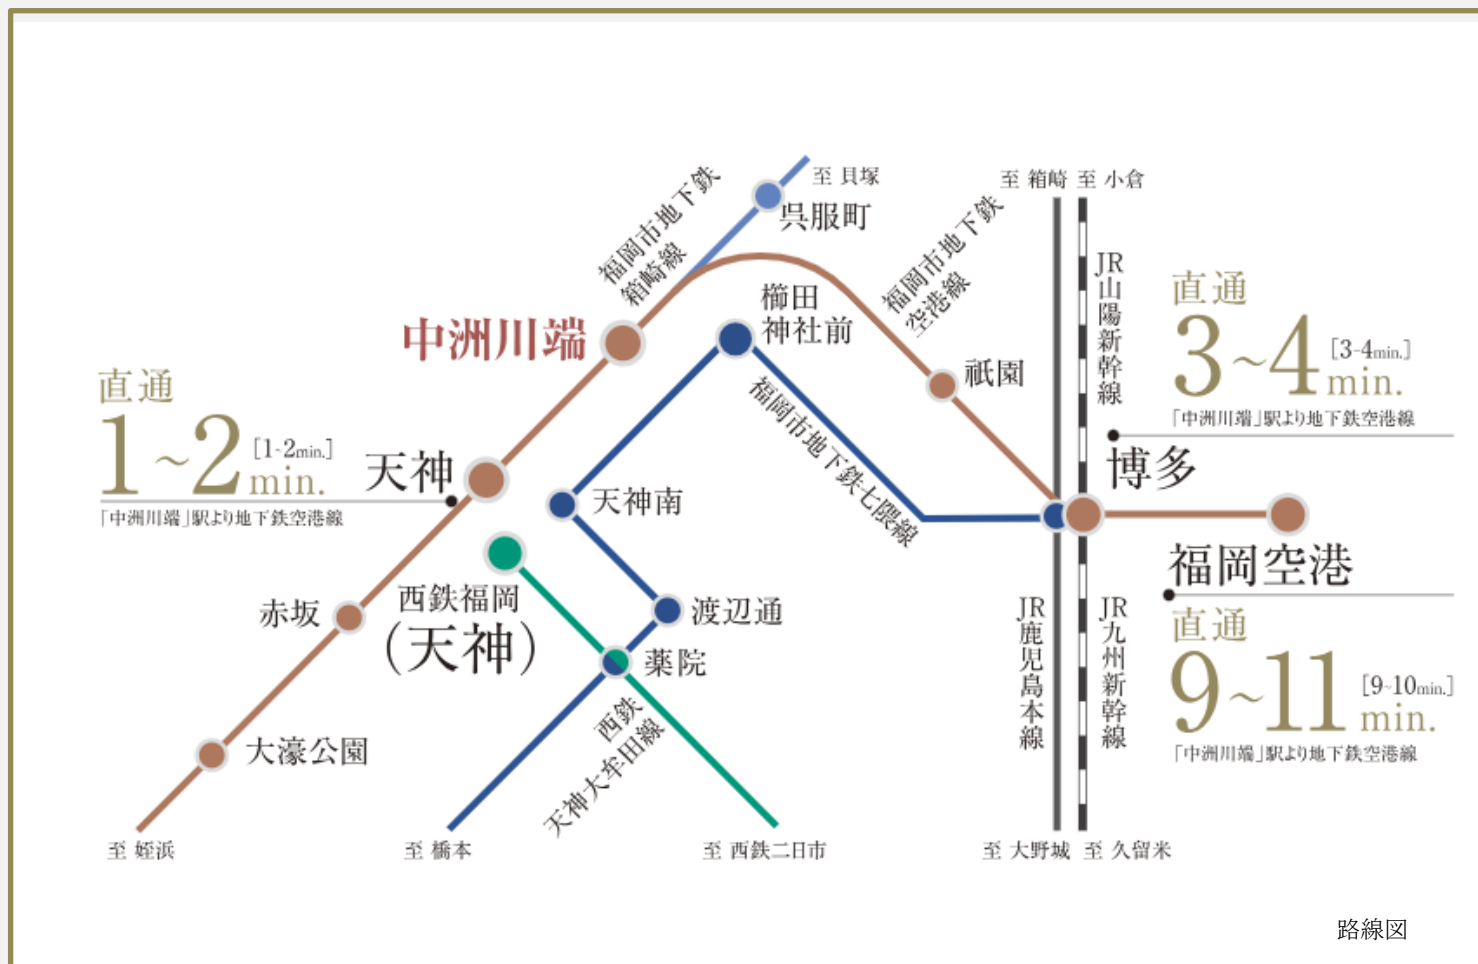 至 貝塚
呉服町
福岡市地下鉄
箱崎線
至 箱崎
至 小倉
福岡市地下鉄
空港線
JR山陽新幹線
直通
3~4min.
[3-4min.]
「中洲川端」駅より地下鉄空港線
櫛田
神社前
中洲川端
祇園
直通
1~2min.
[1-2min.]
「中洲川端」駅より地下鉄空港線
天神
福岡市地下鉄七隈線
博多
天神南
福岡空港
西鉄福岡
(天神)
赤坂
渡辺通
薬院
JR鹿児島本線
JR九州新幹線
直通
9~11min.
[9-10min.]
「中洲川端」駅より地下鉄空港線
西鉄
天神大牟田線
大濠公園
至 姪浜
至 橋本
至 西鉄二日市
至 大野城
至 久留米
路線図